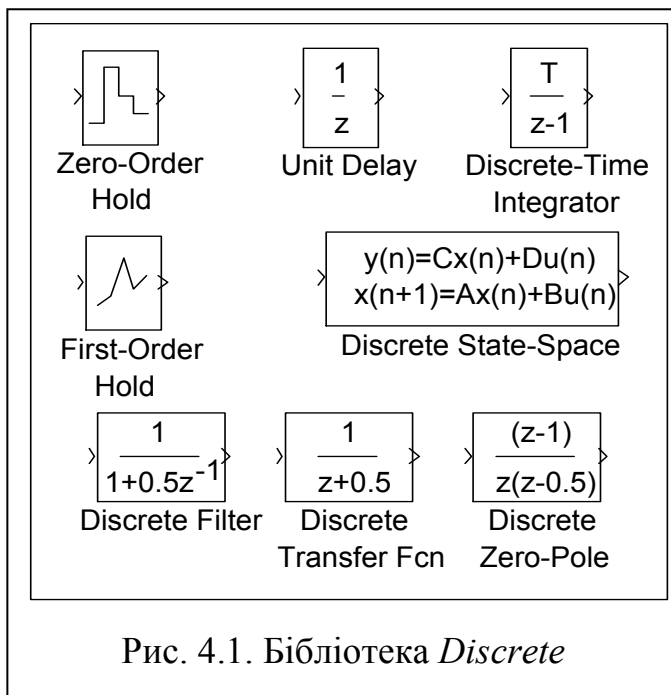 1
z
T
z-1
Zero-Order
Hold
Unit Delay
Discrete-Time
Integrator
y(n)=Cx(n)+Du(n)
x(n+1)=Ax(n)+Bu(n)
First-Order
Hold
Discrete State-Space
1
1+0.5z-1
Discrete Filter
1
z+0.5
Discrete
Transfer Fcn
(z-1)
z(z-0.5)
Discrete
Zero-Pole
Рис. 4.1. Бібліотека Discrete